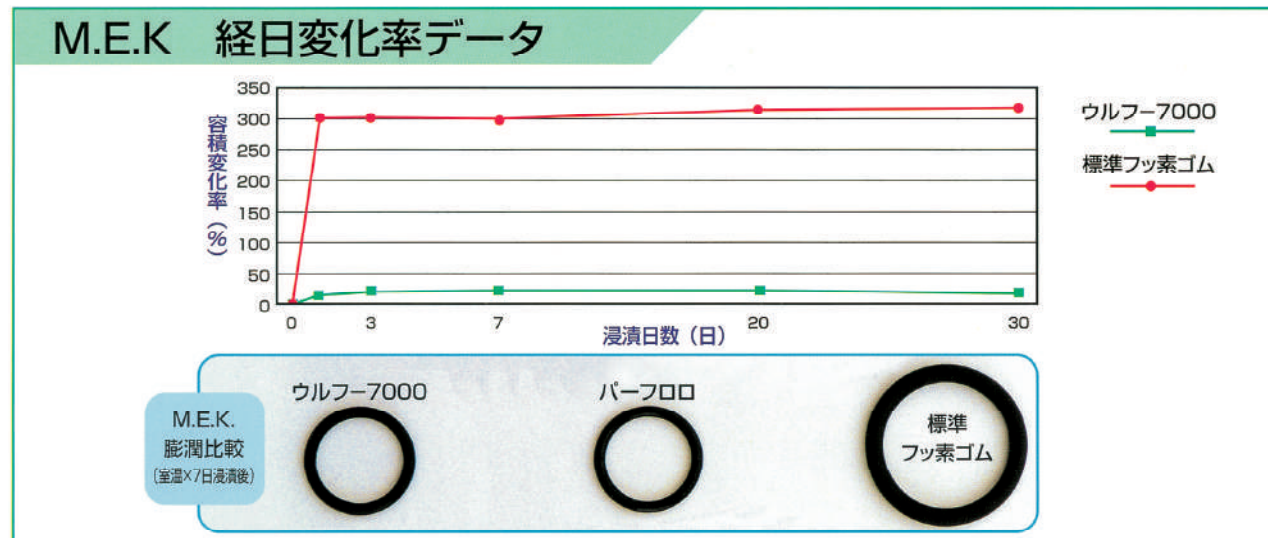 M.E.K 経日変化率データ
容積変化率(%)
350
300
250
200
150
100
50
0
0 3 7 20 30
浸漬日数(日)
ウルフー7000
標準フッ素ゴム
M.E.K.
膨潤比較
(室温×7日浸漬後)
ウルフー7000
パーフロロ
標準
フッ素ゴム